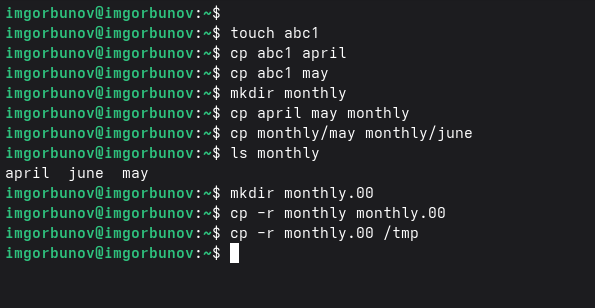 imgorbunov@imgorbunov:~$
imgorbunov@imgorbunov:~$ touch abc1
imgorbunov@imgorbunov:~$ cp abc1 april
imgorbunov@imgorbunov:~$ cp abc1 may
imgorbunov@imgorbunov:~$ mkdir monthly
imgorbunov@imgorbunov:~$ cp april may monthly
imgorbunov@imgorbunov:~$ cp monthly/may monthly/june
imgorbunov@imgorbunov:~$ ls monthly
april  june  may
imgorbunov@imgorbunov:~$ mkdir monthly.00
imgorbunov@imgorbunov:~$ cp -r monthly monthly.00
imgorbunov@imgorbunov:~$ cp -r monthly.00 /tmp
imgorbunov@imgorbunov:~$